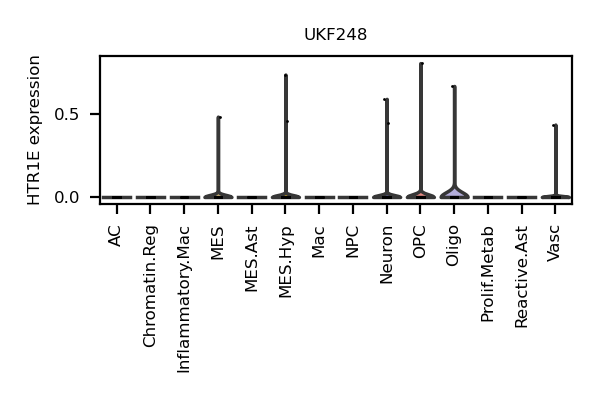 UKF248
HTR1E expression
0.5
0.0
AC
Chromatin.Reg
Inflammatory.Mac
MES
MES.Ast
MES.Hyp
Mac
NPC
Neuron
OPC
Oligo
Prolif.Metab
Reactive.Ast
Vasc